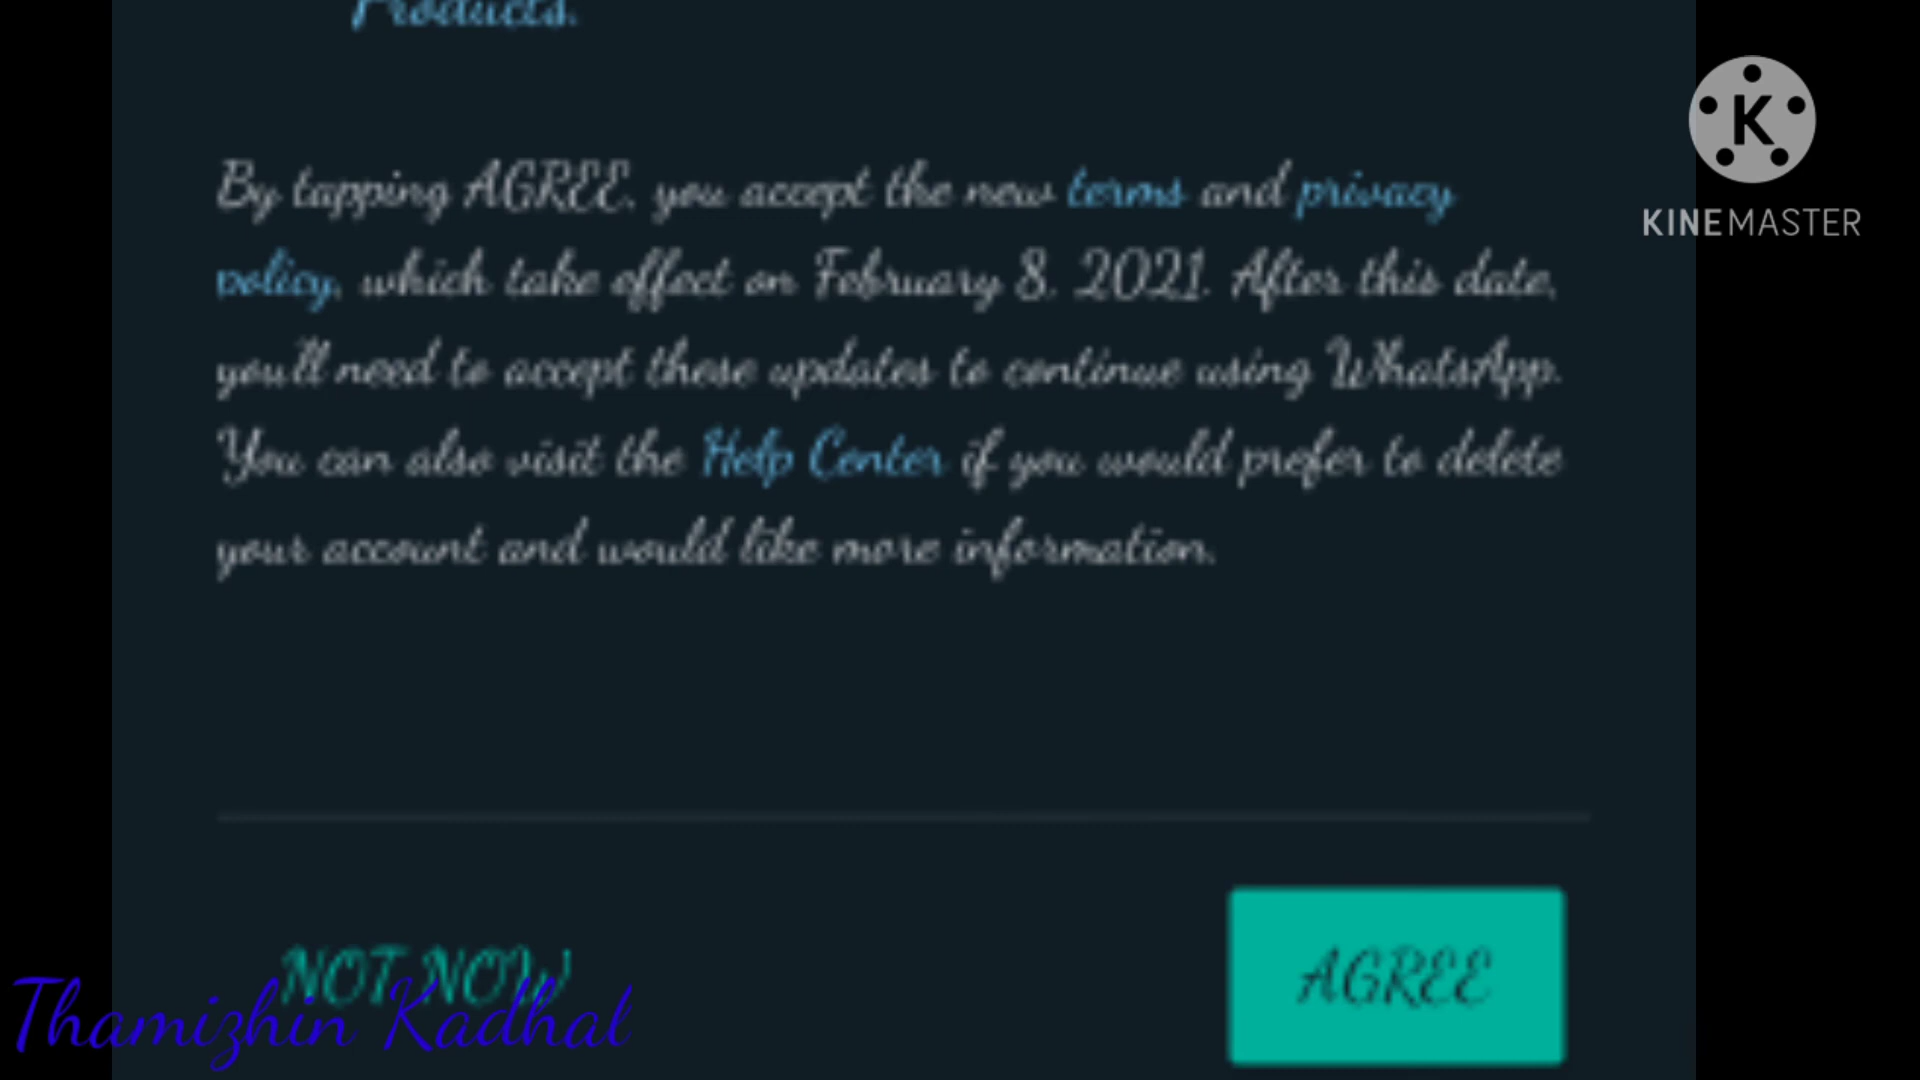 Products.
By tapping AGREE, you accept the new terms and privacy
policy, which take effect on February 8, 2021. After this date,
you'll need to accept these updates to continue using WhatsApp.
You can also visit the Help Center if you would prefer to delete
your account and would like more information.
NOT NOW
AGREE
Thamizhin Kadhal
K
KINEMASTER